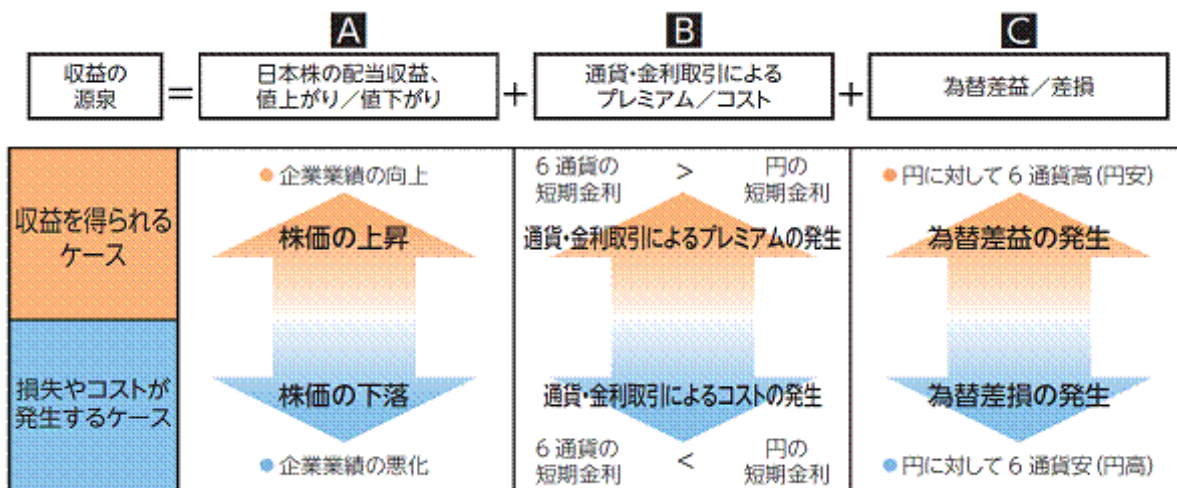 A
B
C
収益の
源泉
=
日本株の配当収益、
値上がり/値下がり
+
通貨・金利取引による
プレミアム/コスト
+
為替差益/差損
収益を得られる
ケース
●企業業績の向上
株価の上昇
6通貨の
短期金利
>
円の
短期金利
通貨・金利取引によるプレミアムの発生
●円に対して6通貨高(円安)
為替差益の発生
損失やコストが
発生するケース
株価の下落
●企業業績の悪化
通貨・金利取引によるコストの発生
6通貨の
短期金利
<
円の
短期金利
為替差損の発生
●円に対して6通貨安(円高)